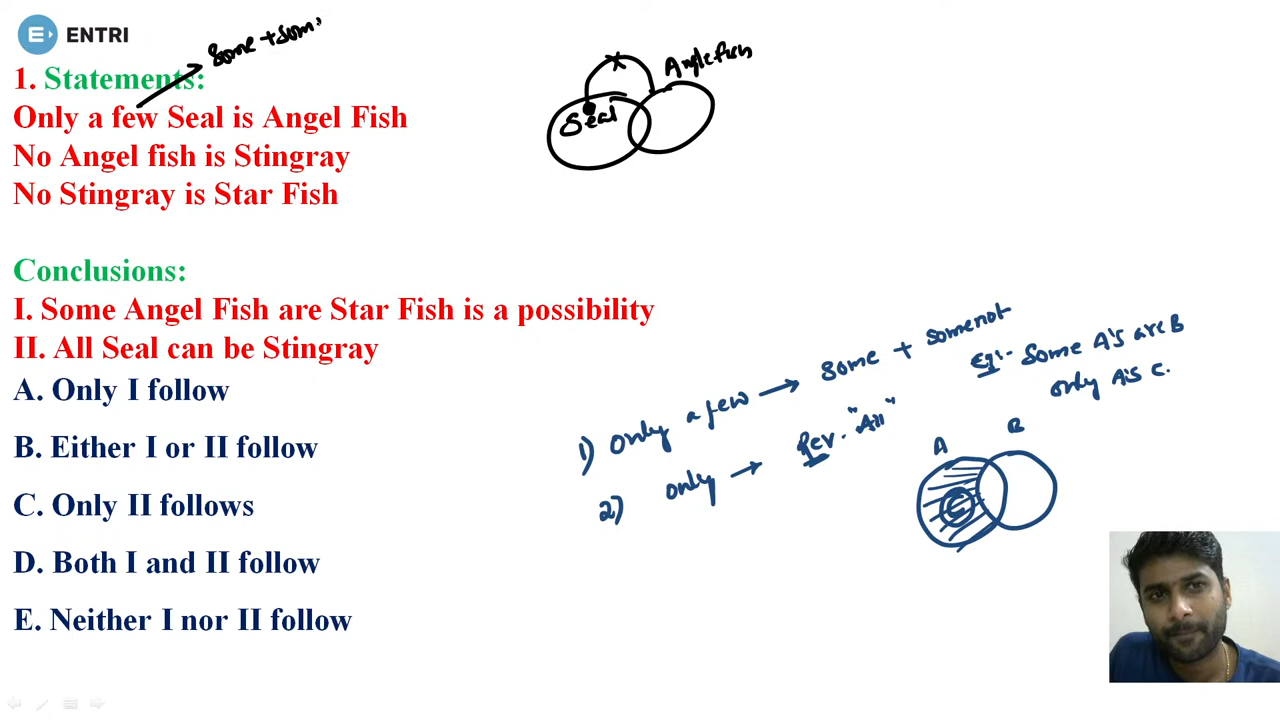 ENTRI
some + som
1. Statements:
Only a few Seal is Angel Fish
No Angel fish is Stingray
No Stingray is Star Fish
Seal
Angle fish
Conclusions:
I. Some Angel Fish are Star Fish is a possibility
II. All Seal can be Stingray
A. Only I follow
B. Either I or II follow
C. Only II follows
D. Both I and II follow
E. Neither I nor II follow
1) only a few → some + some not
2) only → Rev. "All"
Eg:- Some A's are B
only A is C.
A B
C